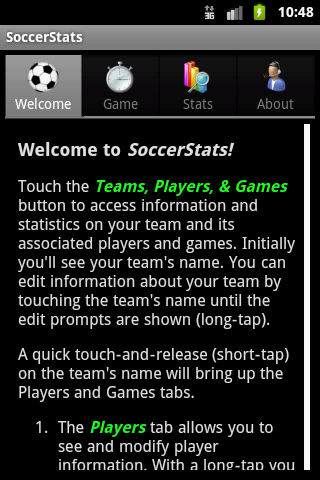 3G 10:48
SoccerStats
Welcome Game Stats About
Welcome to SoccerStats!
Touch the Teams, Players, & Games
button to access information and
statistics on your team and its
associated players and games. Initially
you'll see your team's name. You can
edit information about your team by
touching the team's name until the
edit prompts are shown (long-tap).
A quick touch-and-release (short-tap)
on the team's name will bring up the
Players and Games tabs.
1. The Players tab allows you to
see and modify player
information. With a long-tap you